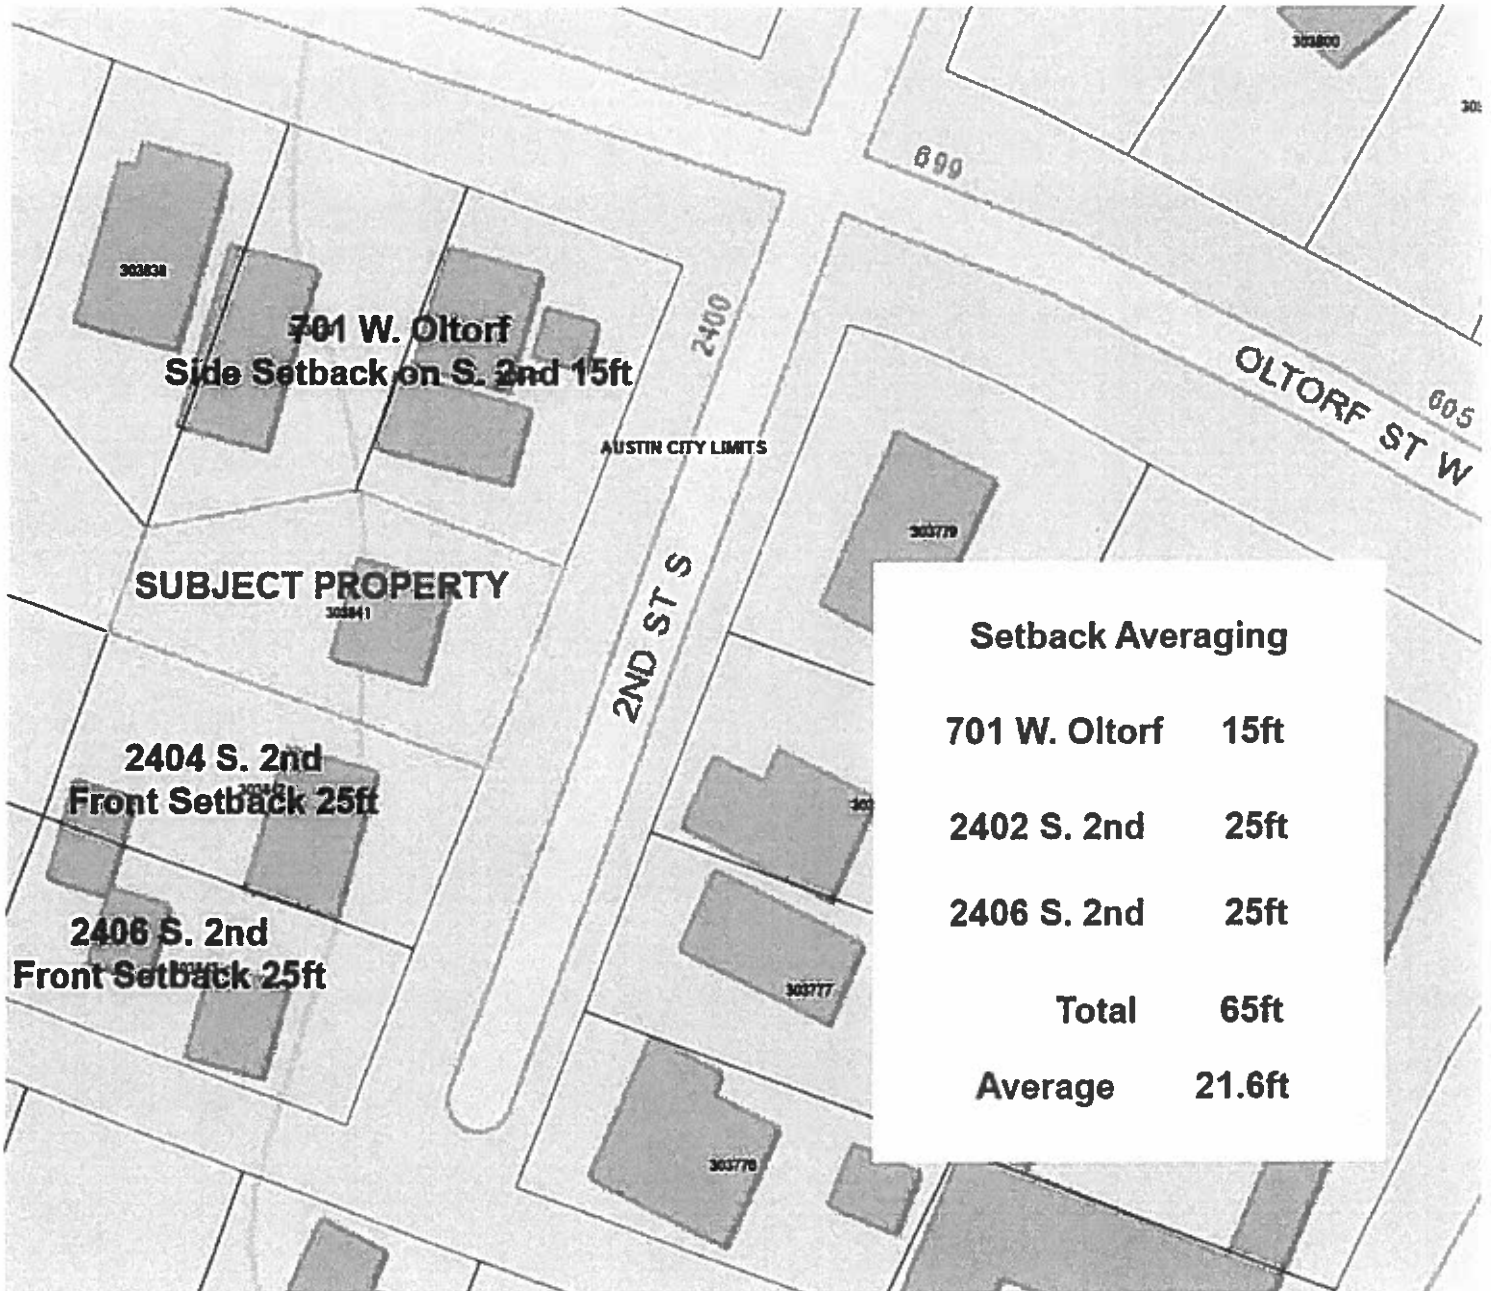 303800
699
303838
2400
701 W. Oltorf
Side Setback on S. 2nd 15ft
OLTORF ST W
605
AUSTIN CITY LIMITS
303779
2ND ST S
SUBJECT PROPERTY
303841
Setback Averaging
701 W. Oltorf 15ft
2402 S. 2nd 25ft
2406 S. 2nd 25ft
Total 65ft
Average 21.6ft
2404 S. 2nd
Front Setback 25ft
2406 S. 2nd
Front Setback 25ft
303777
303776